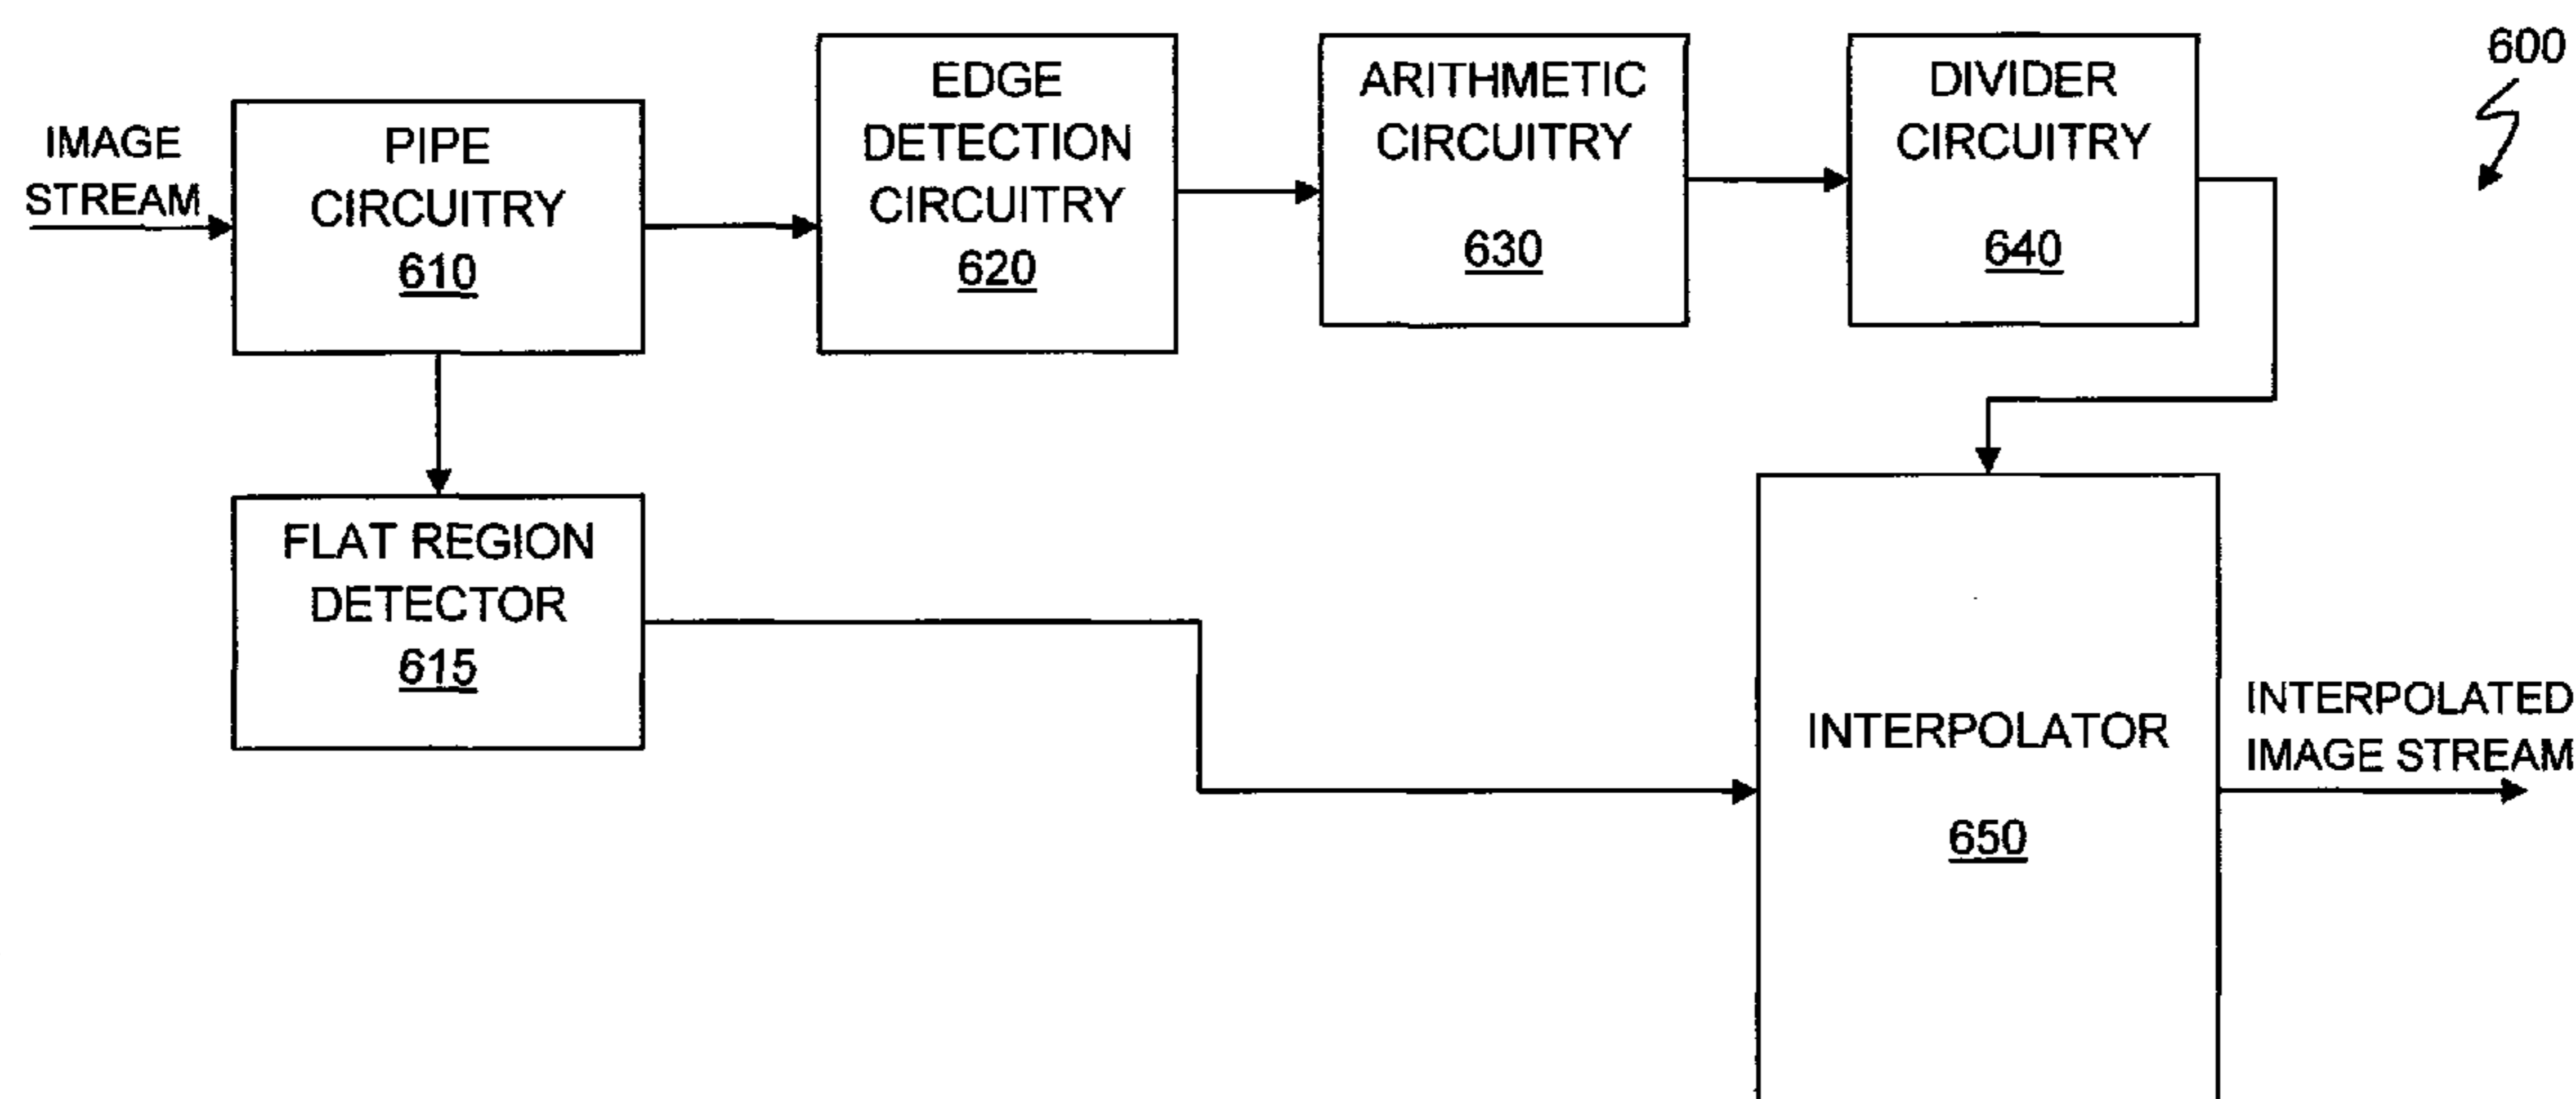 600
IMAGE
STREAM
PIPE
CIRCUITRY
610
EDGE
DETECTION
CIRCUITRY
620
ARITHMETIC
CIRCUITRY
630
DIVIDER
CIRCUITRY
640
FLAT REGION
DETECTOR
615
INTERPOLATOR
650
INTERPOLATED
IMAGE STREAM